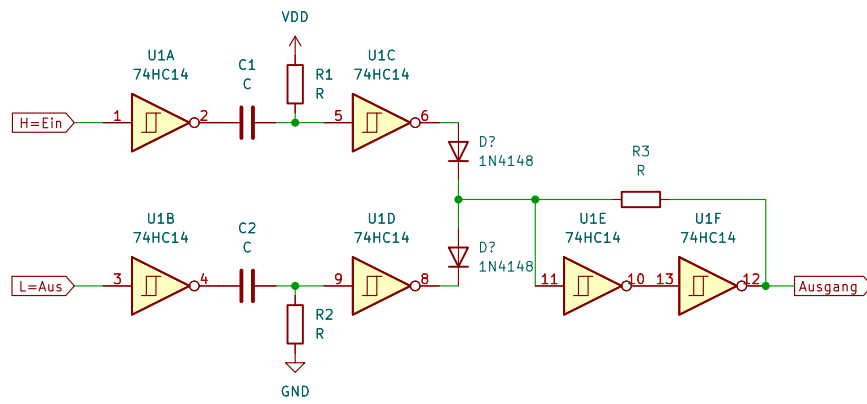 VDD
U1A
74HC14
C1
C
R1
R
U1C
74HC14
H=Ein
1
2
5
6
D?
1N4148
R3
R
U1B
74HC14
C2
C
U1D
74HC14
D?
1N4148
U1E
74HC14
U1F
74HC14
L=Aus
3
4
9
8
11
10
13
12
Ausgang
R2
R
GND